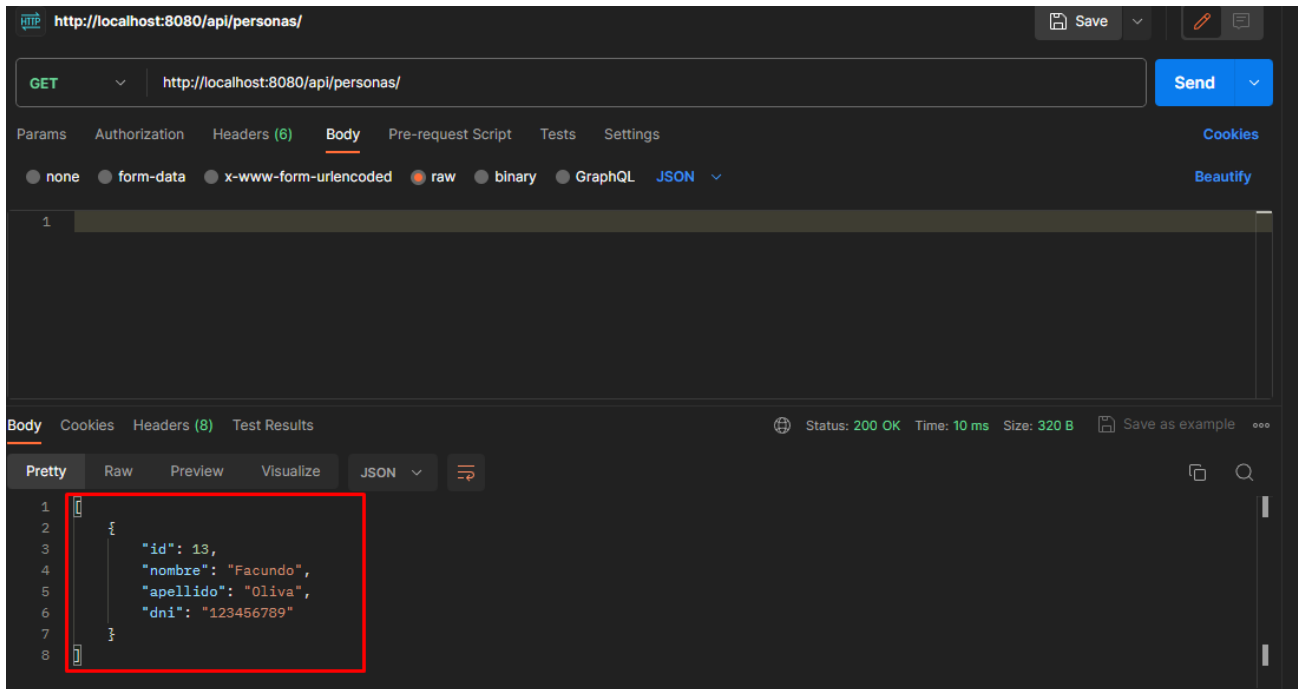 HTTP http://localhost:8080/api/personas/ Save
GET http://localhost:8080/api/personas/ Send
Params Authorization Headers (6) Body Pre-request Script Tests Settings Cookies
none form-data x-www-form-urlencoded raw binary GraphQL JSON Beautify
1
Body Cookies Headers (8) Test Results Status: 200 OK Time: 10 ms Size: 320 B Save as example
Pretty Raw Preview Visualize JSON
1 [
2 {
3 "id": 13,
4 "nombre": "Facundo",
5 "apellido": "Oliva",
6 "dni": "123456789"
7 }
8 ]